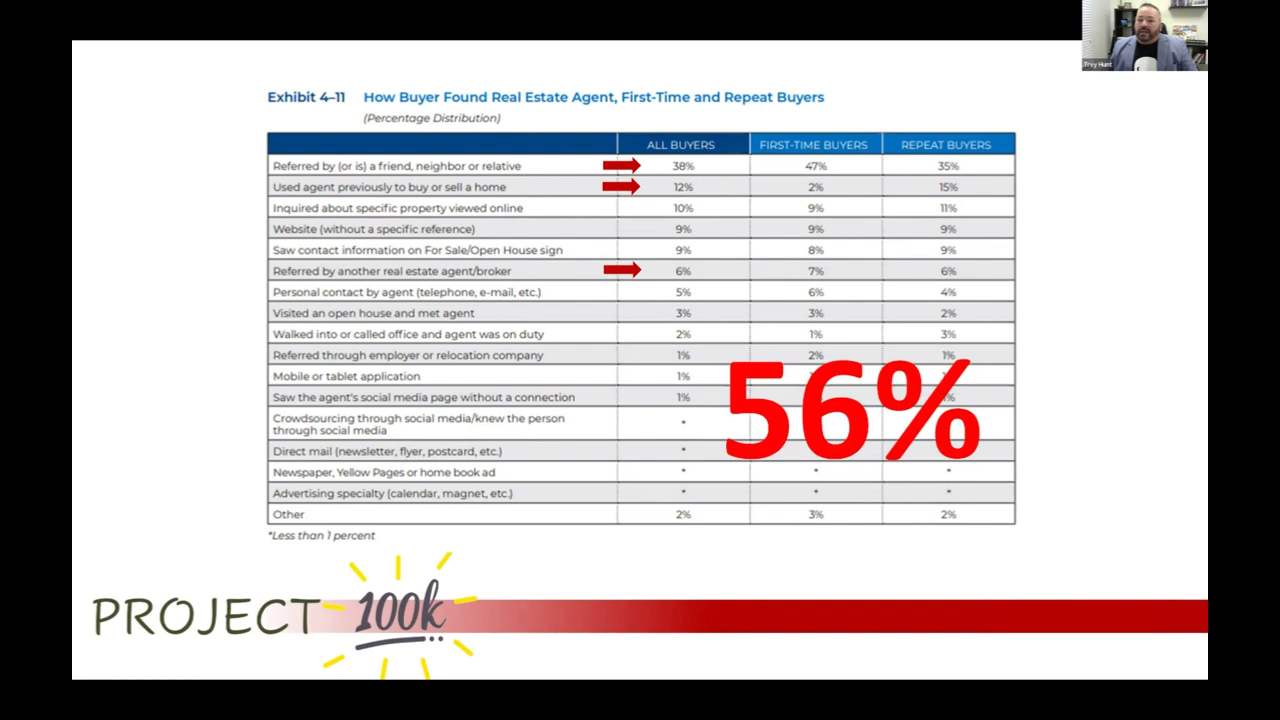 Trey Hunt
Exhibit 4–11 How Buyer Found Real Estate Agent, First-Time and Repeat Buyers
(Percentage Distribution)
ALL BUYERS FIRST-TIME BUYERS REPEAT BUYERS
Referred by (or is) a friend, neighbor or relative 38% 47% 35%
Used agent previously to buy or sell a home 12% 2% 15%
Inquired about specific property viewed online 10% 9% 11%
Website (without a specific reference) 9% 9% 9%
Saw contact information on For Sale/Open House sign 9% 8% 9%
Referred by another real estate agent/broker 6% 7% 6%
Personal contact by agent (telephone, e-mail, etc.) 5% 6% 4%
Visited an open house and met agent 3% 3% 2%
Walked into or called office and agent was on duty 2% 1% 3%
Referred through employer or relocation company 1% 2% 1%
Mobile or tablet application 1%
Saw the agent's social media page without a connection 1%
Crowdsourcing through social media/knew the person
through social media *
Direct mail (newsletter, flyer, postcard, etc.) *
Newspaper, Yellow Pages or home book ad * * *
Advertising specialty (calendar, magnet, etc.) * * *
Other 2% 3% 2%
56%
*Less than 1 percent
PROJECT 100k